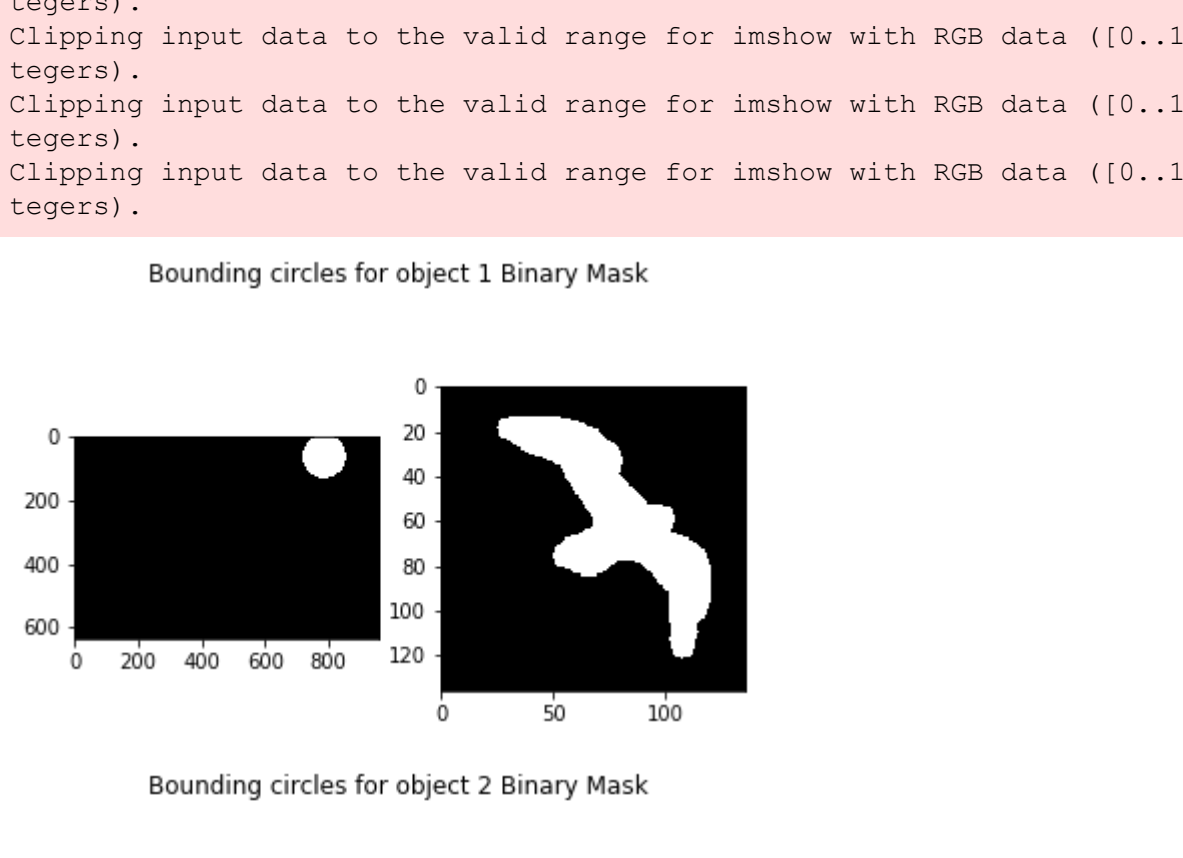 tegers).
Clipping input data to the valid range for imshow with RGB data ([0..1
tegers).
Clipping input data to the valid range for imshow with RGB data ([0..1
tegers).
Clipping input data to the valid range for imshow with RGB data ([0..1
tegers).
Bounding circles for object 1 Binary Mask
0
200
400
600
0 200 400 600 800
0
20
40
60
80
100
120
0 50 100
Bounding circles for object 2 Binary Mask